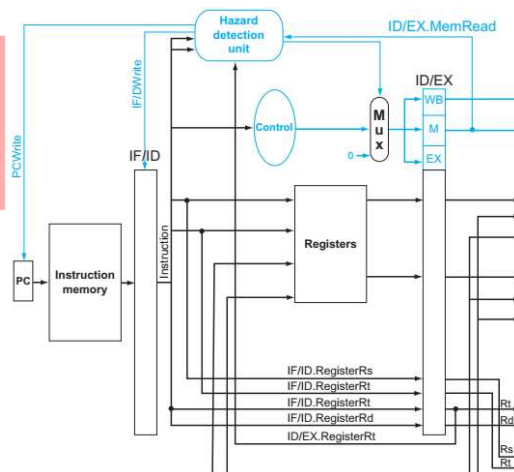 Hazard
detection
unit
ID/EX.MemRead
ID/EX
IF/DWrite
PCWrite
WB
Control
Mux
M
0
EX
IF/ID
Instruction
Registers
PC
Instruction
memory
IF/ID.RegisterRs
IF/ID.RegisterRt
IF/ID.RegisterRt
Rt
IF/ID.RegisterRd
Rd
ID/EX.RegisterRt
Rs
Rt